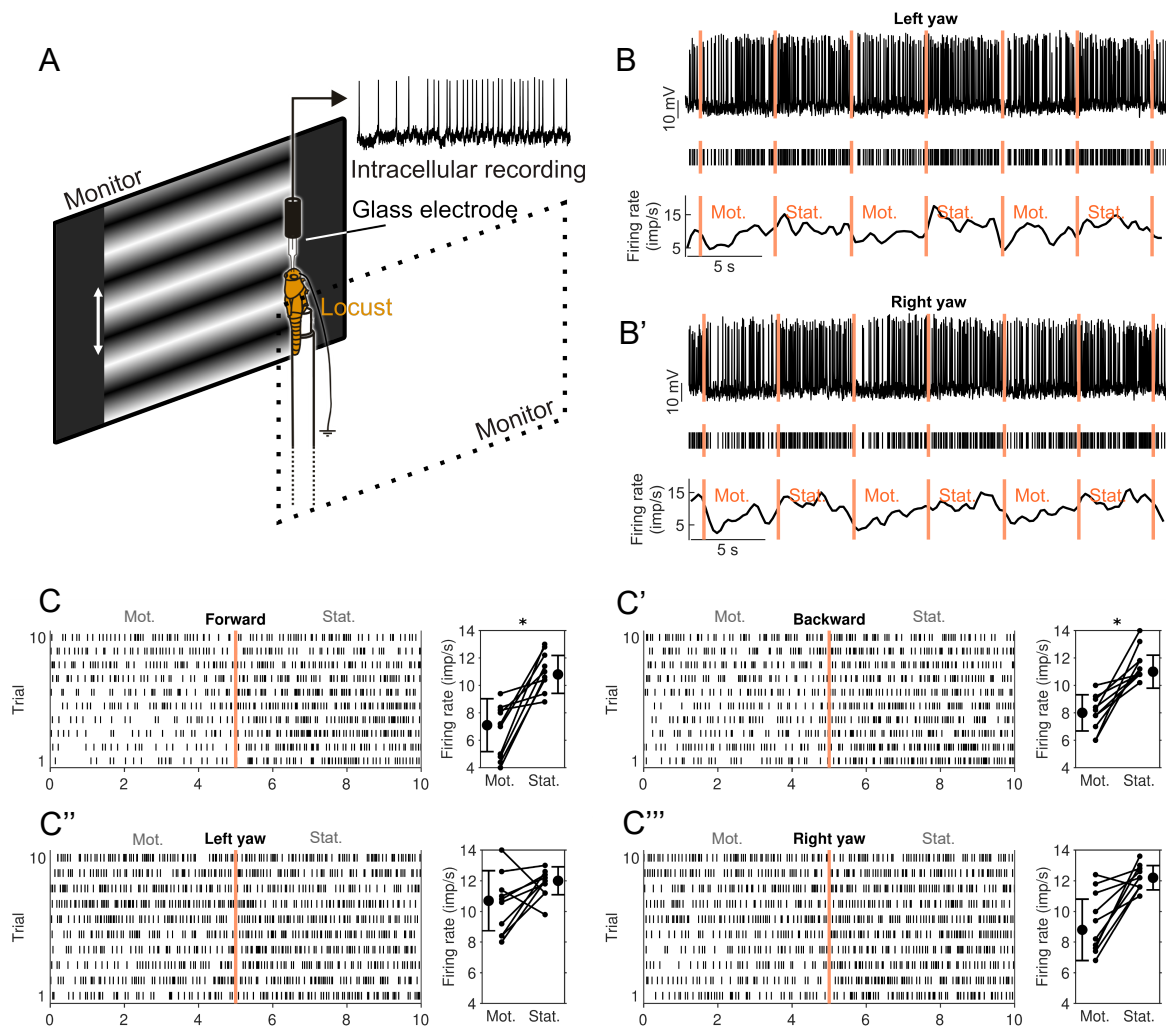 A
Monitor
Intracellular recording
Glass electrode
Locust
Monitor
B
Left yaw
10 mV
Firing rate
(imp/s)
15
5
Mot.
Stat.
Mot.
Stat.
Mot.
Stat.
5 s
B'
Right yaw
10 mV
Firing rate
(imp/s)
15
5
Mot.
Stat.
Mot.
Stat.
Mot.
Stat.
5 s
C
Mot.
Forward
Stat.
Trial
10
1
0 2 4 6 8 10
*
Firing rate (imp/s)
14
12
10
8
6
4
Mot. Stat.
C'
Mot.
Backward
Stat.
Trial
10
1
0 2 4 6 8 10
*
Firing rate (imp/s)
14
12
10
8
6
4
Mot. Stat.
C''
Mot.
Left yaw
Stat.
Trial
10
1
0 2 4 6 8 10
Firing rate (imp/s)
14
12
10
8
6
4
Mot. Stat.
C'''
Mot.
Right yaw
Stat.
Trial
10
1
0 2 4 6 8 10
Firing rate (imp/s)
14
12
10
8
6
4
Mot. Stat.